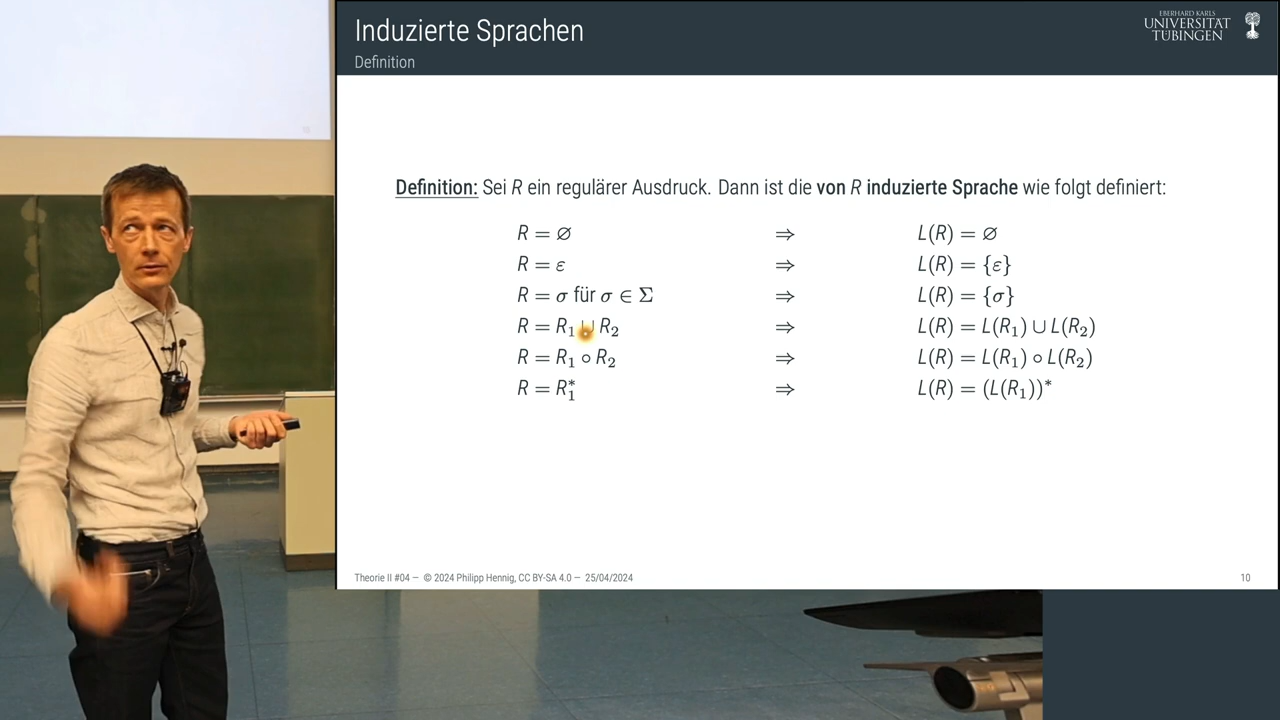 Induzierte Sprachen
Definition
EBERHARD KARLS
UNIVERSITÄT
TÜBINGEN
Definition: Sei R ein regulärer Ausdruck. Dann ist die von R induzierte Sprache wie folgt definiert:
R = ∅ ⇒ L(R) = ∅
R = ε ⇒ L(R) = {ε}
R = σ für σ ∈ Σ ⇒ L(R) = {σ}
R = R₁ ∪ R₂ ⇒ L(R) = L(R₁) ∪ L(R₂)
R = R₁ ∘ R₂ ⇒ L(R) = L(R₁) ∘ L(R₂)
R = R₁* ⇒ L(R) = (L(R₁))*
Theorie II #04 – © 2024 Philipp Hennig, CC BY-SA 4.0 – 25/04/2024
10